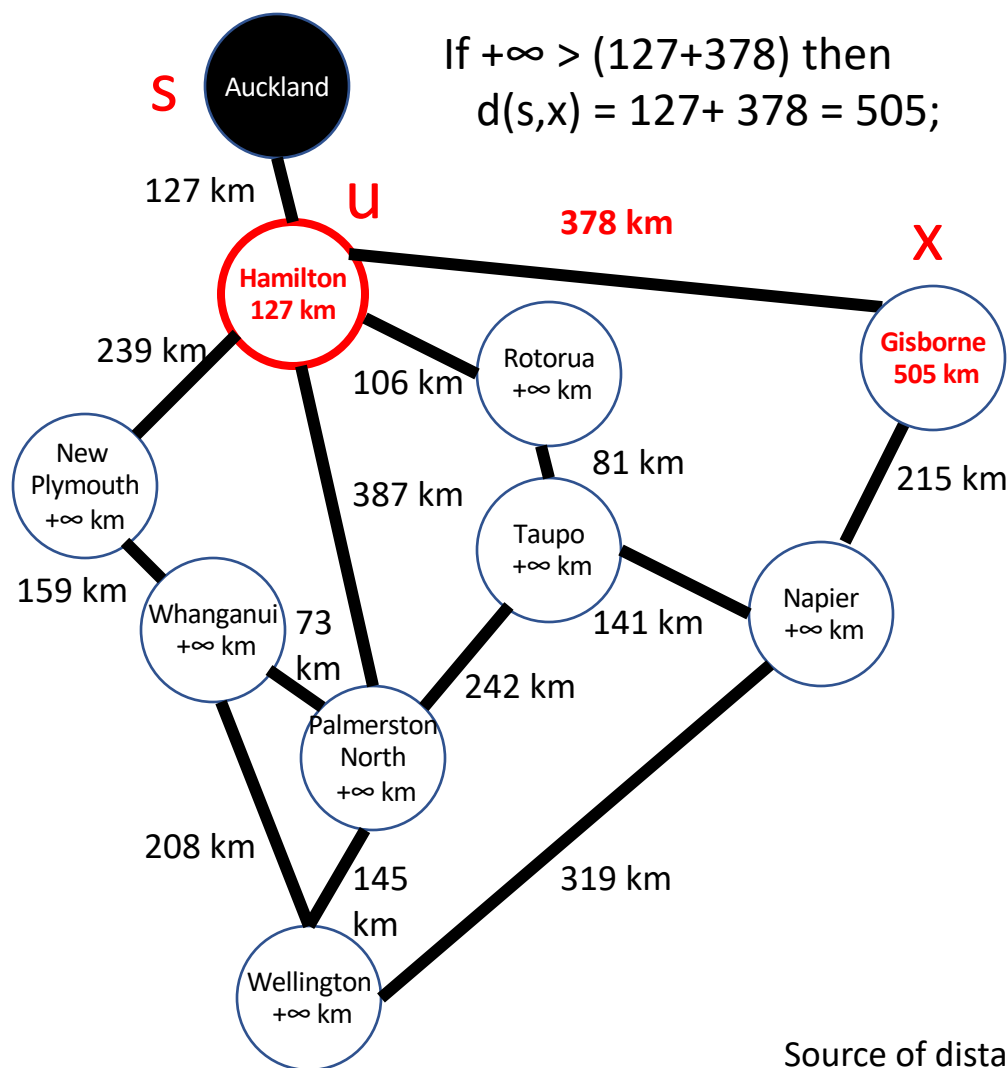 If +∞ > (127+378) then
d(s,x) = 127+ 378 = 505;
s
Auckland
127 km
u
378 km
x
Hamilton
127 km
Gisborne
505 km
239 km
106 km
Rotorua
+∞ km
New
Plymouth
+∞ km
387 km
81 km
215 km
Taupo
+∞ km
159 km
Whanganui
+∞ km
73
km
141 km
Napier
+∞ km
242 km
Palmerston
North
+∞ km
208 km
145
km
319 km
Wellington
+∞ km
Source of dista